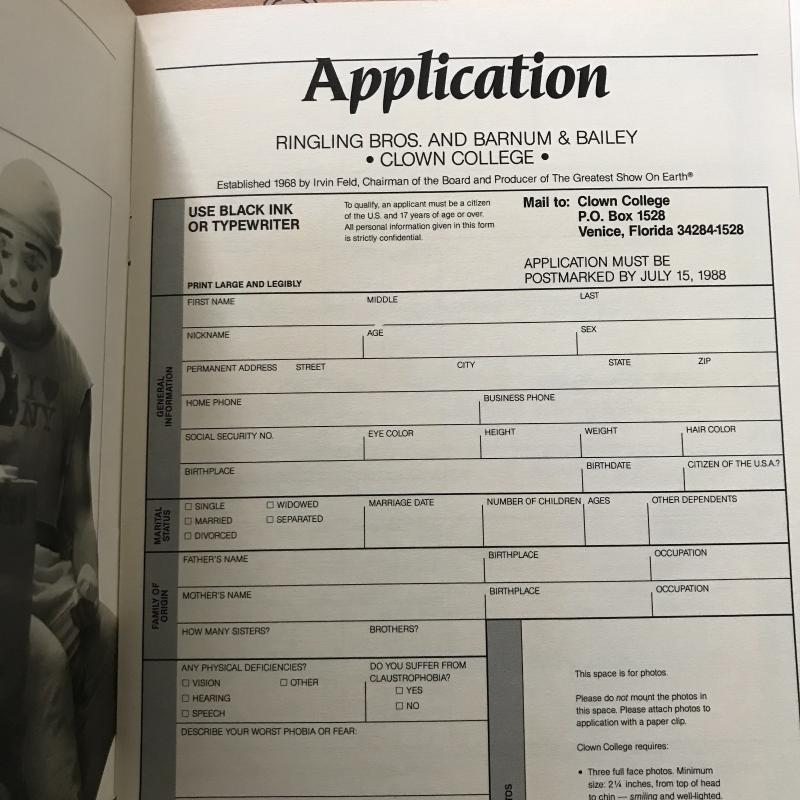 Application
RINGLING BROS. AND BARNUM & BAILEY
• CLOWN COLLEGE •
Established 1968 by Irvin Feld, Chairman of the Board and Producer of The Greatest Show On Earth®
USE BLACK INK
OR TYPEWRITER
PRINT LARGE AND LEGIBLY
To qualify, an applicant must be a citizen
of the U.S. and 17 years of age or over.
All personal information given in this form
is strictly confidential.
Mail to: Clown College
P.O. Box 1528
Venice, Florida 34284-1528
APPLICATION MUST BE
POSTMARKED BY JULY 15, 1988
GENERAL
INFORMATION
FIRST NAME MIDDLE LAST
NICKNAME AGE SEX
PERMANENT ADDRESS STREET CITY STATE ZIP
HOME PHONE BUSINESS PHONE
SOCIAL SECURITY NO. EYE COLOR HEIGHT WEIGHT HAIR COLOR
BIRTHPLACE BIRTHDATE CITIZEN OF THE U.S.A.?
MARITAL
STATUS
☐ SINGLE ☐ WIDOWED MARRIAGE DATE NUMBER OF CHILDREN AGES OTHER DEPENDENTS
☐ MARRIED ☐ SEPARATED
☐ DIVORCED
FAMILY OF
ORIGIN
FATHER'S NAME BIRTHPLACE OCCUPATION
MOTHER'S NAME BIRTHPLACE OCCUPATION
HOW MANY SISTERS? BROTHERS?
ANY PHYSICAL DEFICIENCIES?
☐ VISION ☐ OTHER
☐ HEARING
☐ SPEECH
DO YOU SUFFER FROM
CLAUSTROPHOBIA?
☐ YES
☐ NO
DESCRIBE YOUR WORST PHOBIA OR FEAR:
This space is for photos.
Please do not mount the photos in
this space. Please attach photos to
application with a paper clip.
Clown College requires:
• Three full face photos. Minimum
size: 2¼ inches, from top of head
to chin — smiling and well-lighted.
I ♥
NY